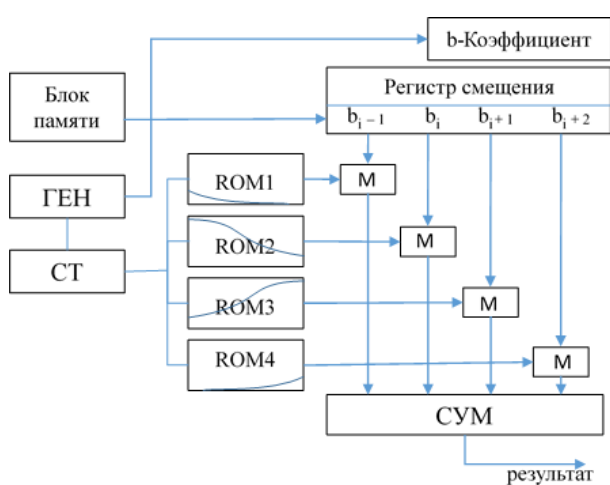 b-Коэффициент
Блок
памяти
Регистр смещения
b i – 1 b i b i + 1 b i + 2
ROM1
М
ГЕН
ROM2
М
СТ
ROM3
М
ROM4
М
СУМ
результат